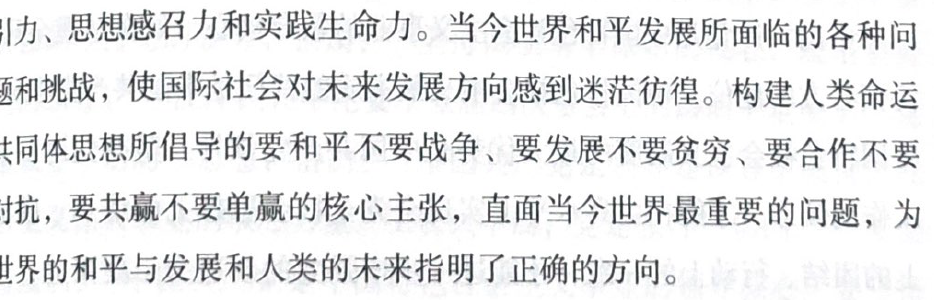 引力、思想感召力和实践生命力。当今世界和平发展所面临的各种问
题和挑战，使国际社会对未来发展方向感到迷茫彷徨。构建人类命运
共同体思想所倡导的要和平不要战争、要发展不要贫穷、要合作不要
对抗，要共赢不要单赢的核心主张，直面当今世界最重要的问题，为
世界的和平与发展和人类的未来指明了正确的方向。